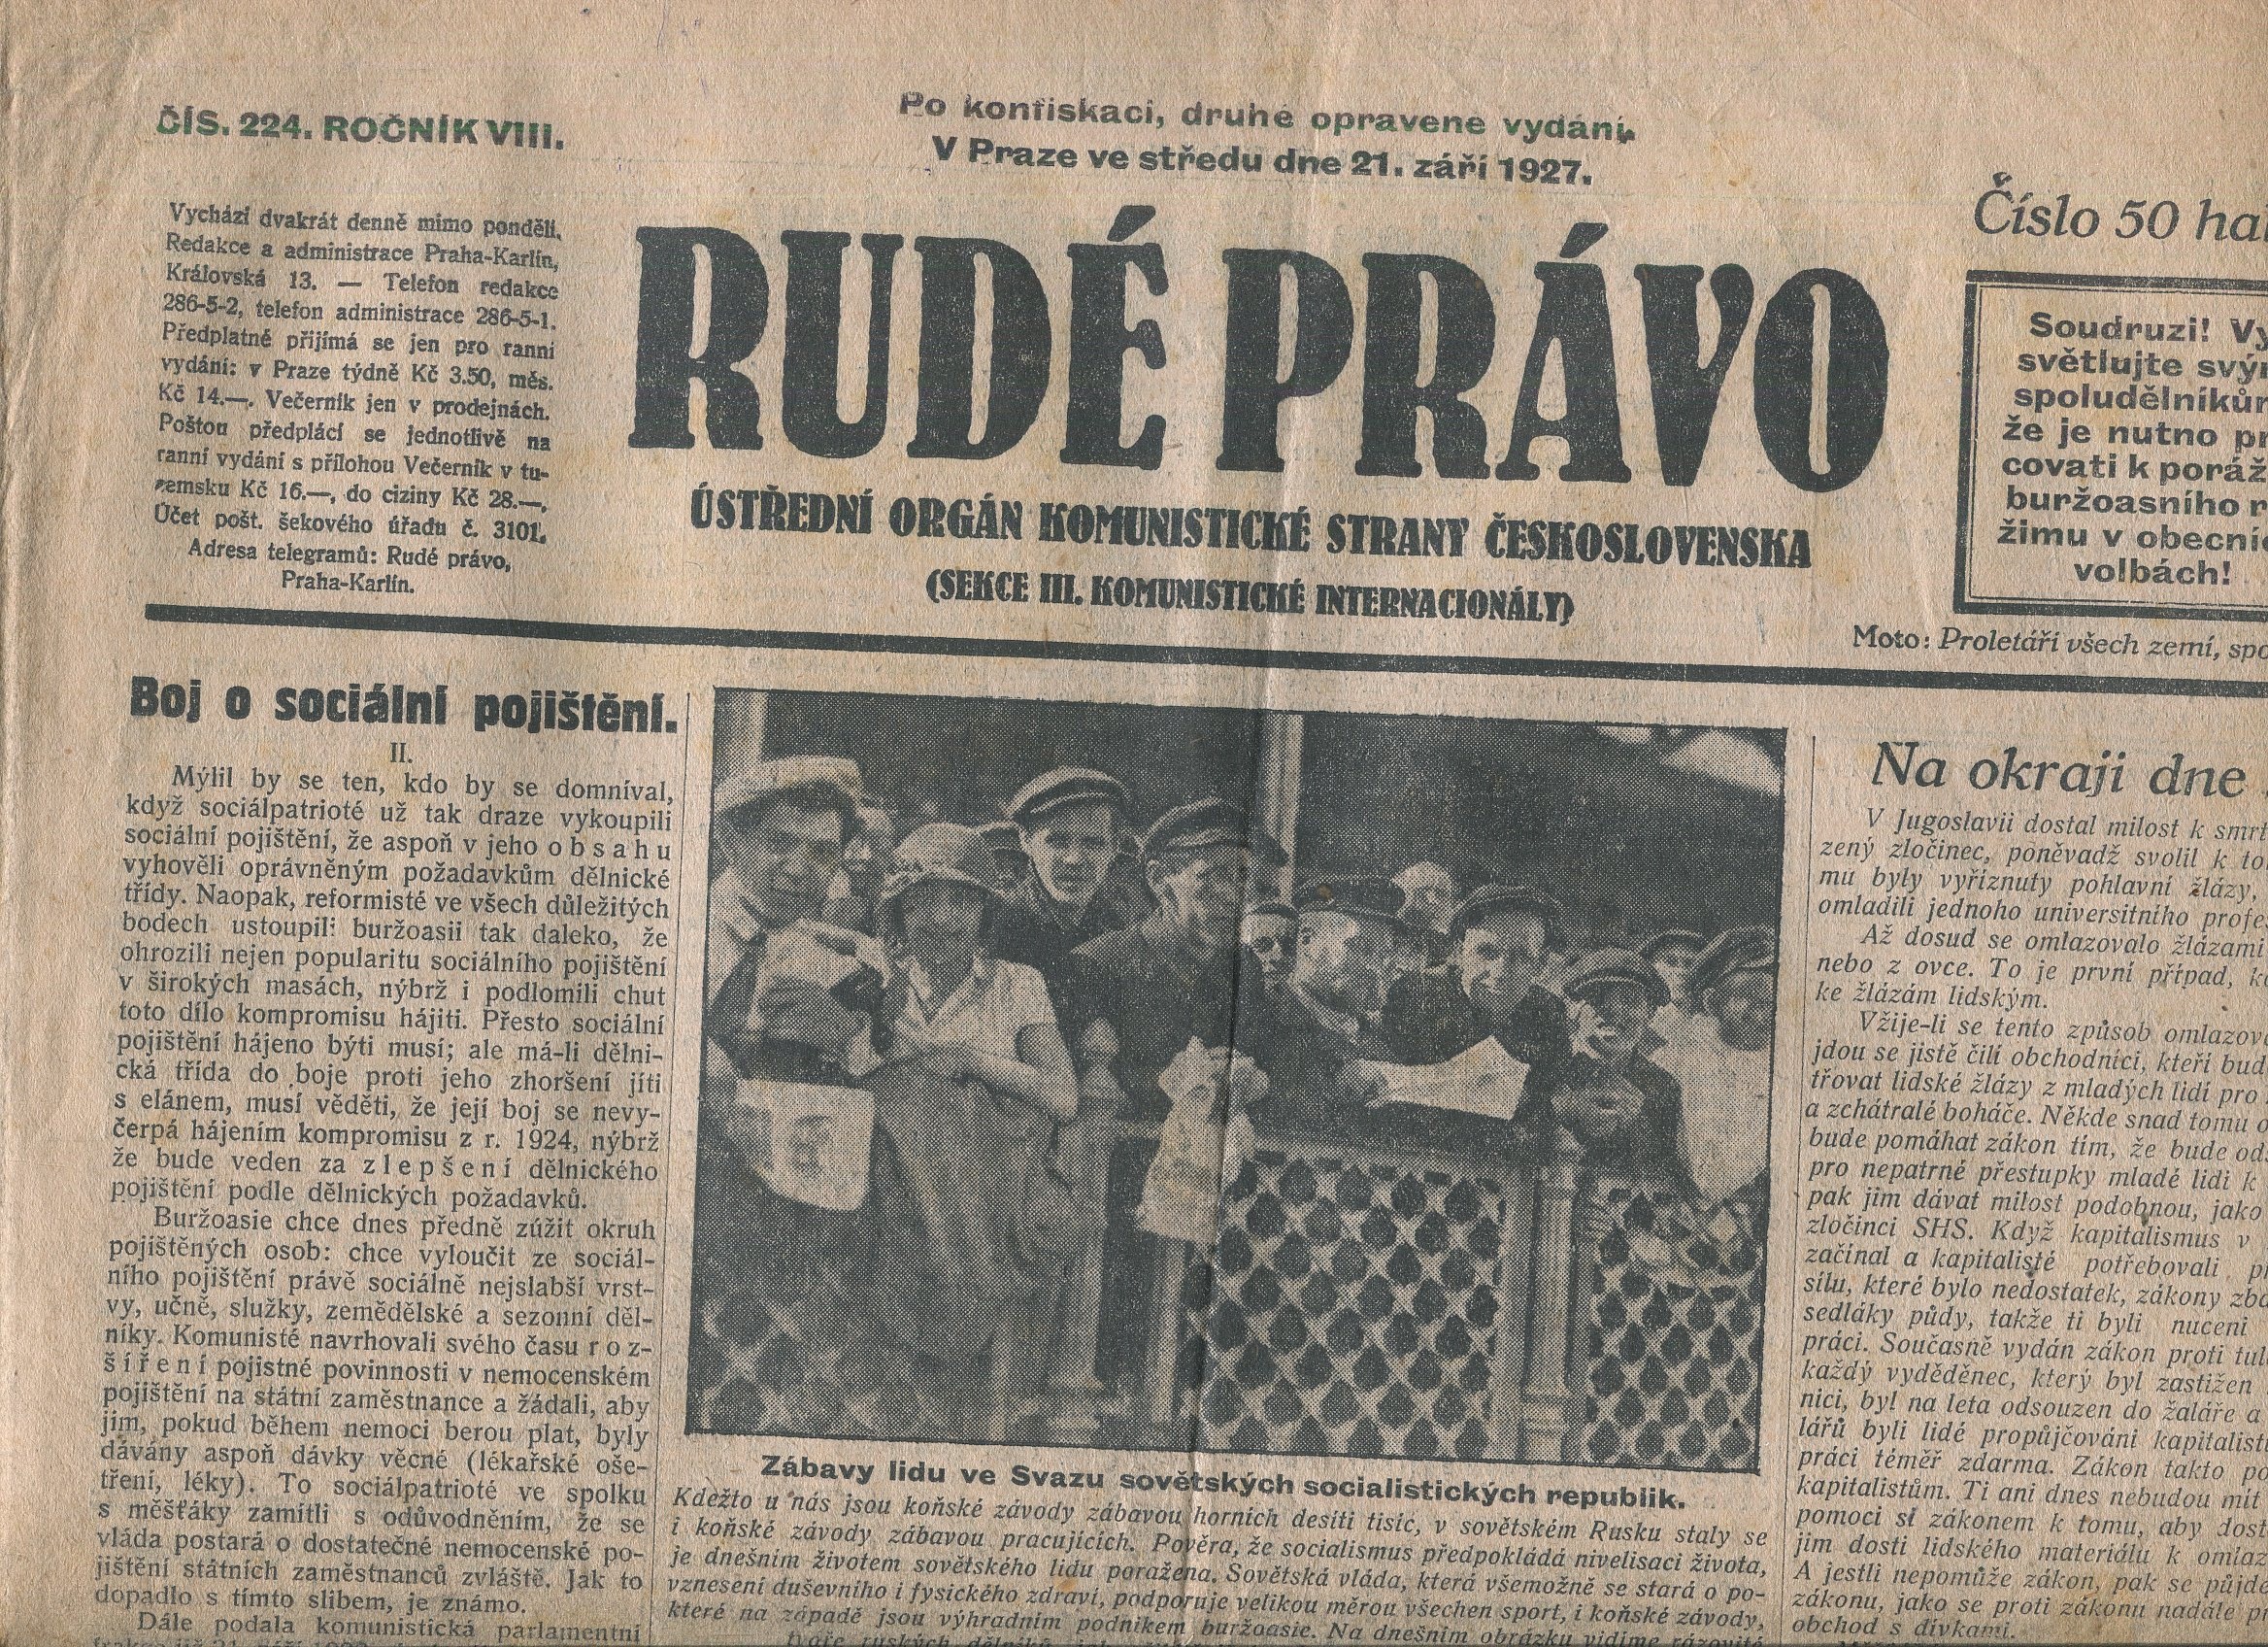 ČÍS. 224. ROČNÍK VIII.
Po konfiskaci, druhé opravené vydání.
V Praze ve středu dne 21. září 1927.
Vychází dvakrát denně mimo pondělí.
Redakce a administrace Praha-Karlín,
Královská 13. — Telefon redakce
286-5-2, telefon administrace 286-5-1.
Předplatné přijímá se jen pro ranní
vydání: v Praze týdně Kč 3.50, měs.
Kč 14.—. Večerník jen v prodejnách.
Poštou předplácí se jednotlivě na
ranní vydání s přílohou Večerník v tu-
zemsku Kč 16.—, do ciziny Kč 28.—,
Účet pošt. šekového úřadu č. 3101.
Adresa telegramů: Rudé právo,
Praha-Karlín.
RUDÉ PRÁVO
ÚSTŘEDNÍ ORGÁN KOMUNISTICKÉ STRANY ČESKOSLOVENSKA
(SEKCE III. KOMUNISTICKÉ INTERNACIONÁLY)
Číslo 50 hal
Soudruzi! Vy
světlujte svý
spoludělníků
že je nutno p
covati k poráž
buržoasního r
žimu v obecní
volbách!
Moto: Proletáři všech zemí, spo
Boj o sociální pojištění.
II.
Mýlil by se ten, kdo by se domníval,
když sociálpatrioté už tak draze vykoupili
sociální pojištění, že aspoň v jeho obsahu
vyhověli oprávněným požadavkům dělnické
třídy. Naopak, reformisté ve všech důležitých
bodech ustoupili buržoasii tak daleko, že
ohrozili nejen popularitu sociálního pojištění
v širokých masách, nýbrž i podlomili chut
toto dílo kompromisu hájiti. Přesto sociální
pojištění hájeno býti musí; ale má-li dělni-
cká třída do boje proti jeho zhoršení jíti
s elánem, musí věděti, že její boj se nevy-
čerpá hájením kompromisu z r. 1924, nýbrž
že bude veden za zlepšení dělnického
pojištění podle dělnických požadavků.
Buržoasie chce dnes předně zúžit okruh
pojištěných osob: chce vyloučit ze sociál-
ního pojištění právě sociálně nejslabší vrst-
vy, učně, služky, zemědělské a sezonní děl-
níky. Komunisté navrhovali svého času roz-
šíření pojistné povinnosti v nemocenském
pojištění na státní zaměstnance a žádali, aby
jim, pokud během nemoci berou plat, byly
dávány aspoň dávky věcné (lékařské oše-
tření, léky). To sociálpatrioté ve spolku
s měšťáky zamítli s odůvodněním, že se
vláda postará o dostatečné nemocenské po-
jištění státních zaměstnanců zvláště. Jak to
dopadlo s tímto slibem, je známo.
Dále podala komunistická parlamentní
Zábavy lidu ve Svazu sovětských socialistických republik.
Kdežto u nás jsou koňské závody zábavou horních desíti tisíc, v sovětském Rusku staly se
i koňské závody zábavou pracujících. Pověra, že socialismus předpokládá nivelisaci života,
je dnešním životem sovětského lidu poražena. Sovětská vláda, která všemožně se stará o po-
vznesení duševního i fysického zdraví, podporuje velikou měrou všechen sport, i koňské závody,
které na západě jsou výhradním podnikem buržoasie. Na dnešním obrázku vidíme rázovité
Na okraji dne
V Jugoslavii dostal milost k smrt
zený zločinec, poněvadž svolil k to
mu byly vyříznuty pohlavní žlázy,
omladili jednoho universitního profe
Až dosud se omlazovalo žlázami
nebo z ovce. To je první případ, k
ke žlázám lidským.
Vžije-li se tento způsob omlazov
jdou se jistě čilí obchodníci, kteří bud
třovat lidské žlázy z mladých lidí pro
a zchátralé boháče. Někde snad tomu o
bude pomáhat zákon tím, že bude od
pro nepatrné přestupky mladé lidi k
pak jim dávat milost podobnou, jako
zločinci SHS. Když kapitalismus v
začínal a kapitalisté potřebovali p
sílu, které bylo nedostatek, zákony zba
sedláky půdy, takže ti byli nuceni
práci. Současně vydán zákon proti tul
každý vyděděnec, který byl zastižen
nici, byl na leta odsouzen do žaláře a
lářů byli lidé propůjčováni kapitalist
práci téměř zdarma. Zákon takto po
kapitalistům. Ti ani dnes nebudou mít
pomoci si zákonem k tomu, aby dost
jim dosti lidského materiálu k omlaz
A jestli nepomůže zákon, pak se půjd
zákonu, jako se proti zákonu nadále p
obchod s dívkami.